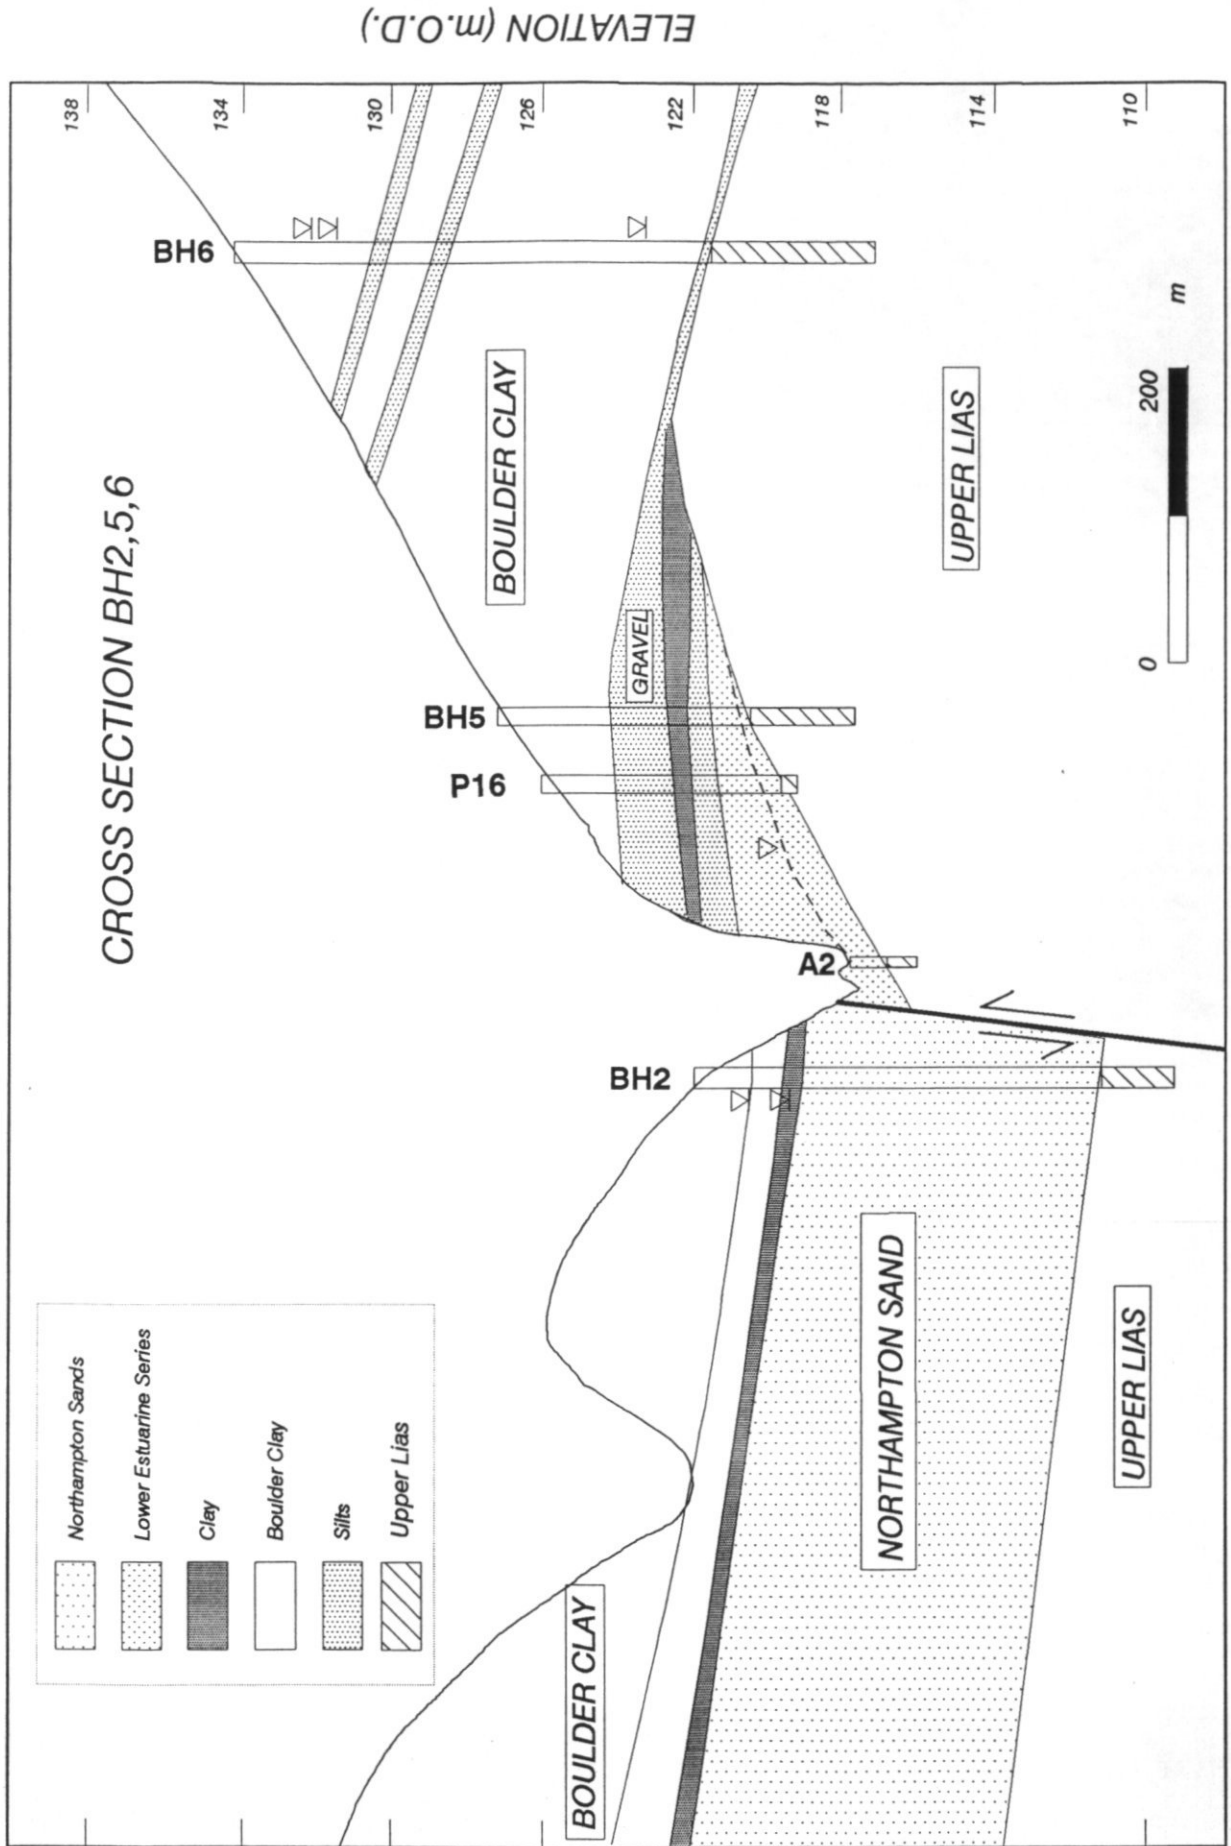 CROSS SECTION BH2,5,6
ELEVATION (m.O.D.)
138
134
130
126
122
118
114
110
Northampton Sands
Lower Estuarine Series
Clay
Boulder Clay
Silts
Upper Lias
BH2
A2
P16
BH5
BH6
BOULDER CLAY
BOULDER CLAY
GRAVEL
NORTHAMPTON SAND
UPPER LIAS
UPPER LIAS
0
200
m